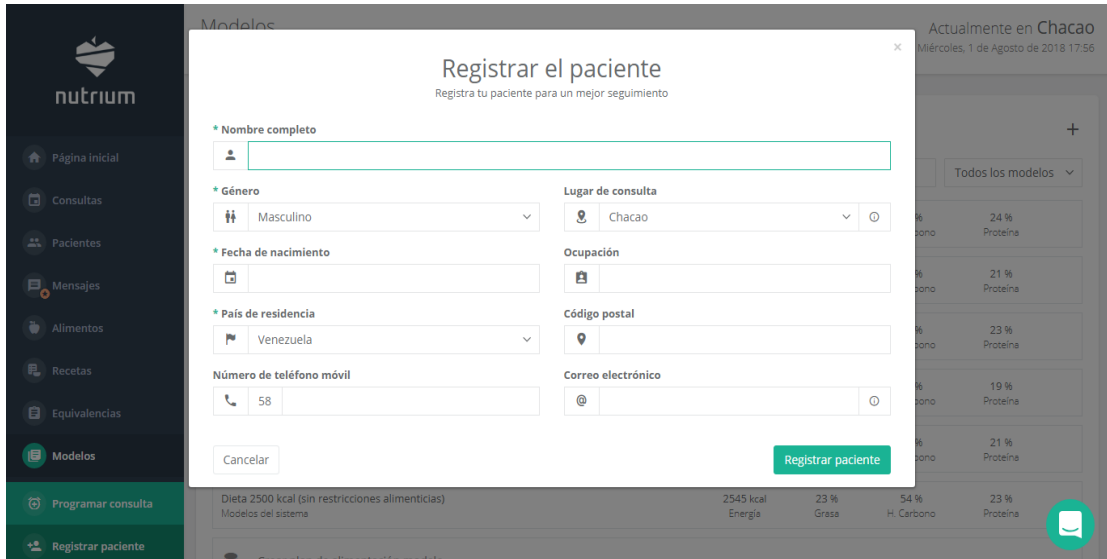 nutrium
Página inicial
Consultas
Pacientes
Mensajes
Alimentos
Recetas
Equivalencias
Modelos
Programar consulta
Registrar paciente
Modelos
Actualmente en Chacao
Miércoles, 1 de Agosto de 2018 17:56
×
Registrar el paciente
Registra tu paciente para un mejor seguimiento
* Nombre completo
* Género
Lugar de consulta
Masculino
Chacao
* Fecha de nacimiento
Ocupación
* País de residencia
Código postal
Venezuela
Número de teléfono móvil
Correo electrónico
58
@
Cancelar
Registrar paciente
+
Todos los modelos
% 24 %
bono Proteína
% 21 %
bono Proteína
% 23 %
bono Proteína
% 19 %
bono Proteína
% 21 %
bono Proteína
Dieta 2500 kcal (sin restricciones alimenticias) 2545 kcal 23 % 54 % 23 %
Modelos del sistema Energía Grasa H. Carbono Proteína